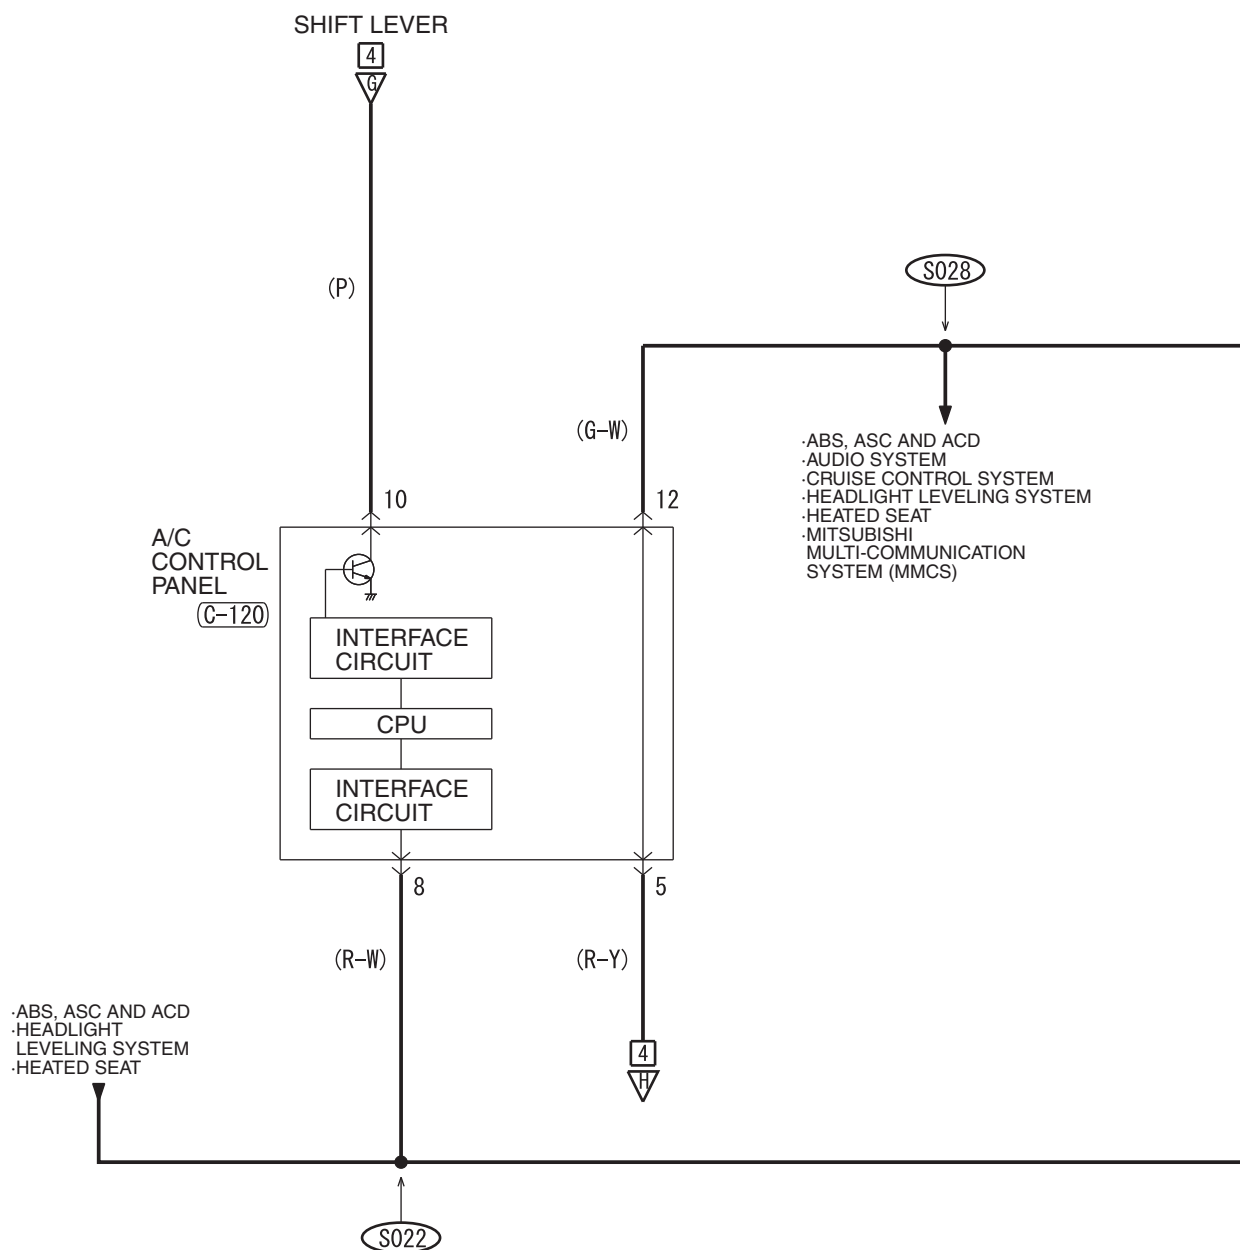 SHIFT LEVER
4
G
(P)
S028
(G-W)
·ABS, ASC AND ACD
·AUDIO SYSTEM
·CRUISE CONTROL SYSTEM
·HEADLIGHT LEVELING SYSTEM
·HEATED SEAT
·MITSUBISHI
MULTI-COMMUNICATION
SYSTEM (MMCS)
10
12
A/C
CONTROL
PANEL
C-120
INTERFACE
CIRCUIT
CPU
INTERFACE
CIRCUIT
8
5
(R-W)
(R-Y)
·ABS, ASC AND ACD
·HEADLIGHT
LEVELING SYSTEM
·HEATED SEAT
4
H
S022